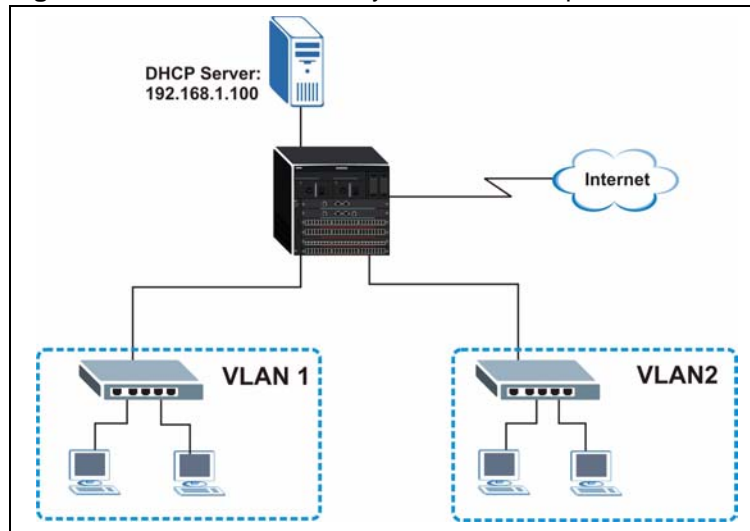 DHCP Server:
192.168.1.100
Internet
VLAN 1
VLAN2